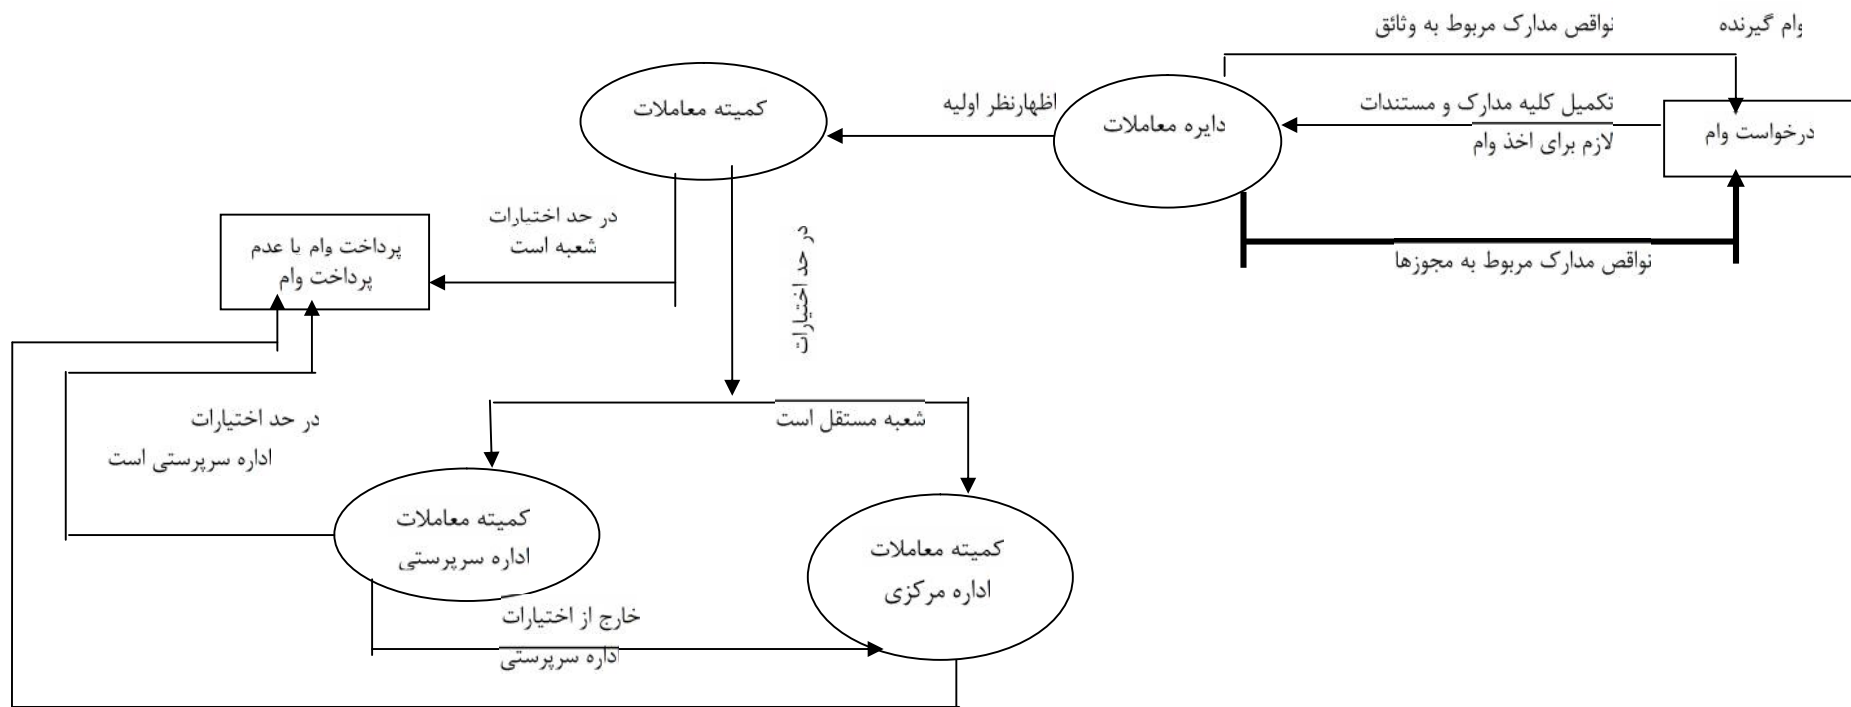 وام گیرنده
نواقص مدارک مربوط به وثائق
درخواست وام
تکمیل کلیه مدارک و مستندات
لازم برای اخذ وام
دایره معاملات
اظهارنظر اولیه
کمیته معاملات
نواقص مدارک مربوط به مجوزها
در حد اختیارات
شعبه است
پرداخت وام یا عدم
پرداخت وام
در حد اختیارات
شعبه مستقل است
در حد اختیارات
اداره سرپرستی است
کمیته معاملات
اداره سرپرستی
کمیته معاملات
اداره مرکزی
خارج از اختیارات
اداره سرپرستی